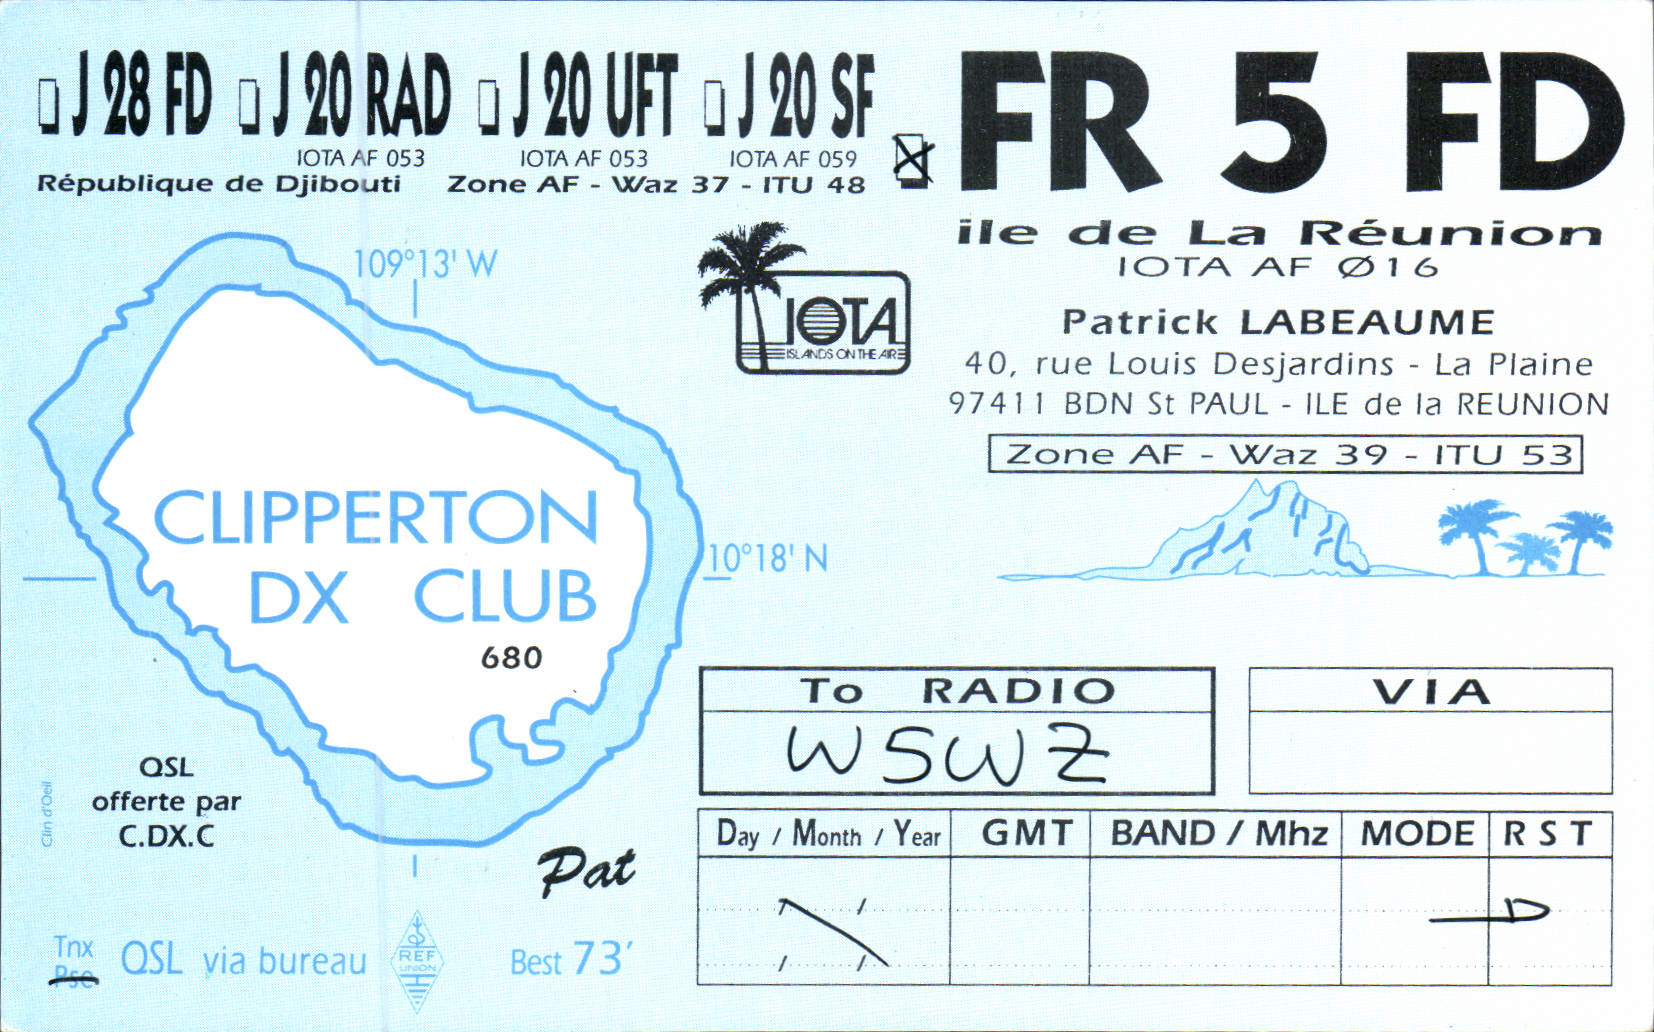 J 28 FD J 20 RAD J 20 UFT J 20 SF
IOTA AF 053 IOTA AF 053 IOTA AF 059
République de Djibouti Zone AF - Waz 37 - ITU 48
FR 5 FD
ile de La Réunion
IOTA AF Ø16
Patrick LABEAUME
40, rue Louis Desjardins - La Plaine
97411 BDN St PAUL - ILE de la REUNION
Zone AF - Waz 39 - ITU 53
109°13' W
IOTA
ISLANDS ON THE AIR
CLIPPERTON
DX CLUB
680
10°18' N
To RADIO
W5WZ
VIA
QSL
offerte par
C.DX.C
Clin d'Oeil
Pat
Day / Month / Year GMT BAND / Mhz MODE RST
/ /
/ /
Tnx
Pse
QSL via bureau
REF
UNION
Best 73'